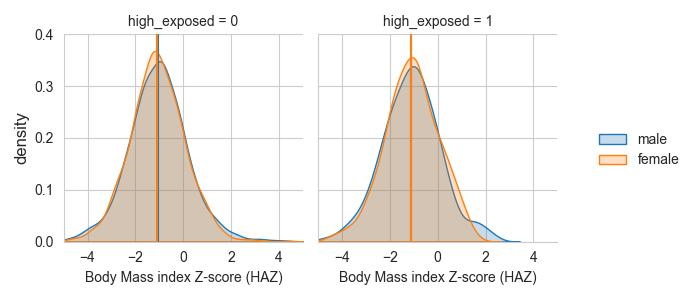 high_exposed = 0
high_exposed = 1
0.4
0.3
0.2
0.1
0.0
density
−4 −2 0 2 4
−4 −2 0 2 4
Body Mass index Z-score (HAZ)
Body Mass index Z-score (HAZ)
male
female